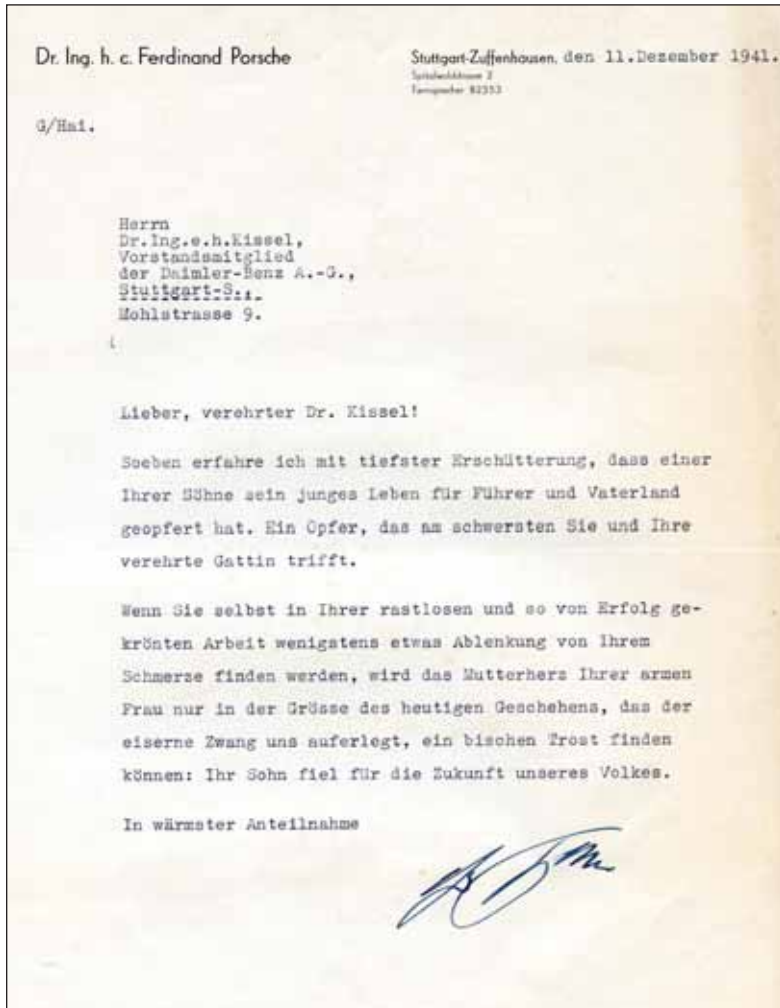 Dr. Ing. h. c. Ferdinand Porsche
Stuttgart-Zuffenhausen, den 11.Dezember 1941.
G/Hai.
Herrn
Dr.Ing.e.h.Kissel,
Vorstandsmitglied
der Daimler-Benz A.-G.,
Stuttgart-S.,
Mohlstrasse 9.
Lieber, verehrter Dr. Kissel!
Soeben erfahre ich mit tiefster Erschütterung, dass einer
Ihrer Söhne sein junges Leben für Führer und Vaterland
geopfert hat. Ein Opfer, das am schwersten Sie und Ihre
verehrte Gattin trifft.
Wenn Sie selbst in Ihrer rastlosen und so von Erfolg ge-
krönten Arbeit wenigstens etwas Ablenkung von Ihrem
Schmerze finden werden, wird das Mutterherz Ihrer armen
Frau nur in der Grösse des heutigen Geschehens, das der
eiserne Zwang uns auferlegt, ein bischen Trost finden
können: Ihr Sohn fiel für die Zukunft unseres Volkes.
In wärmster Anteilnahme